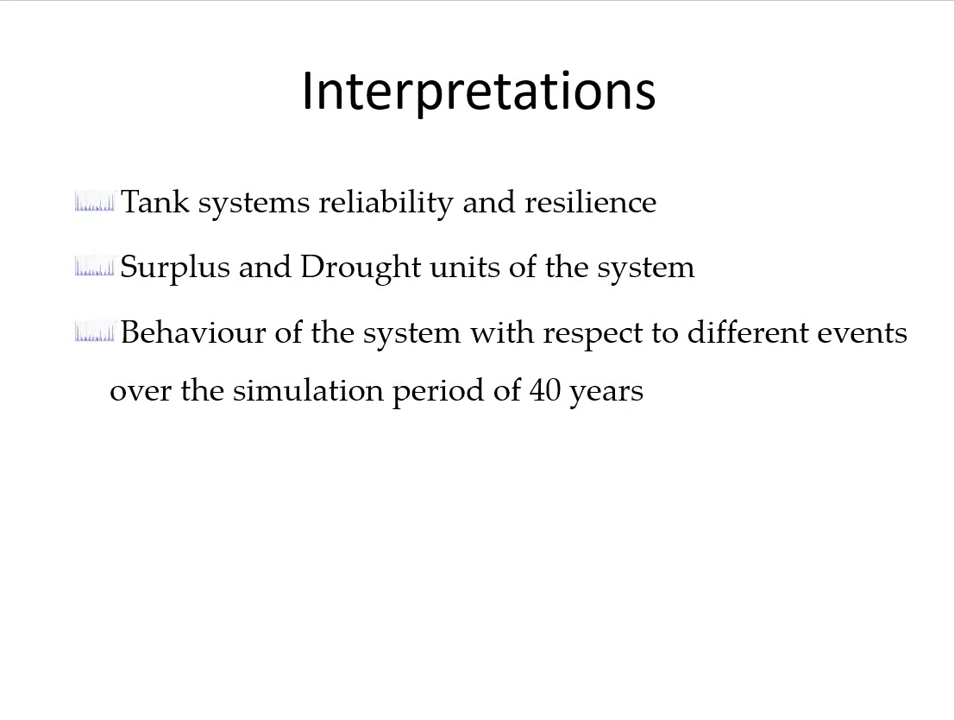 Interpretations
Tank systems reliability and resilience
Surplus and Drought units of the system
Behaviour of the system with respect to different events
over the simulation period of 40 years